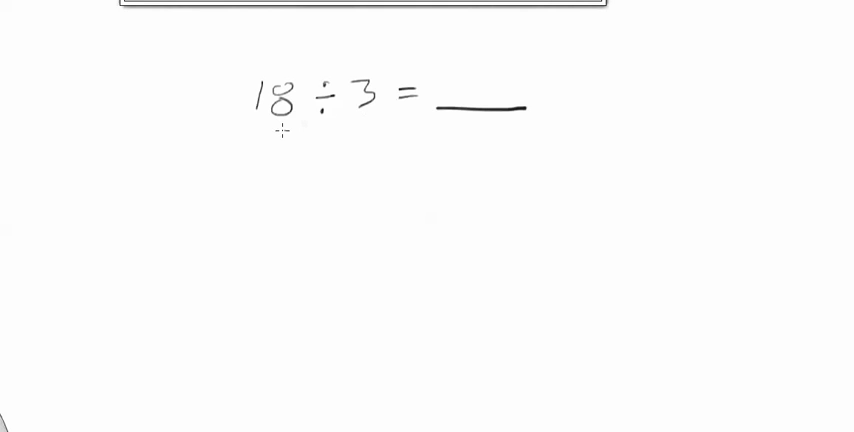 18 ÷ 3 = ____